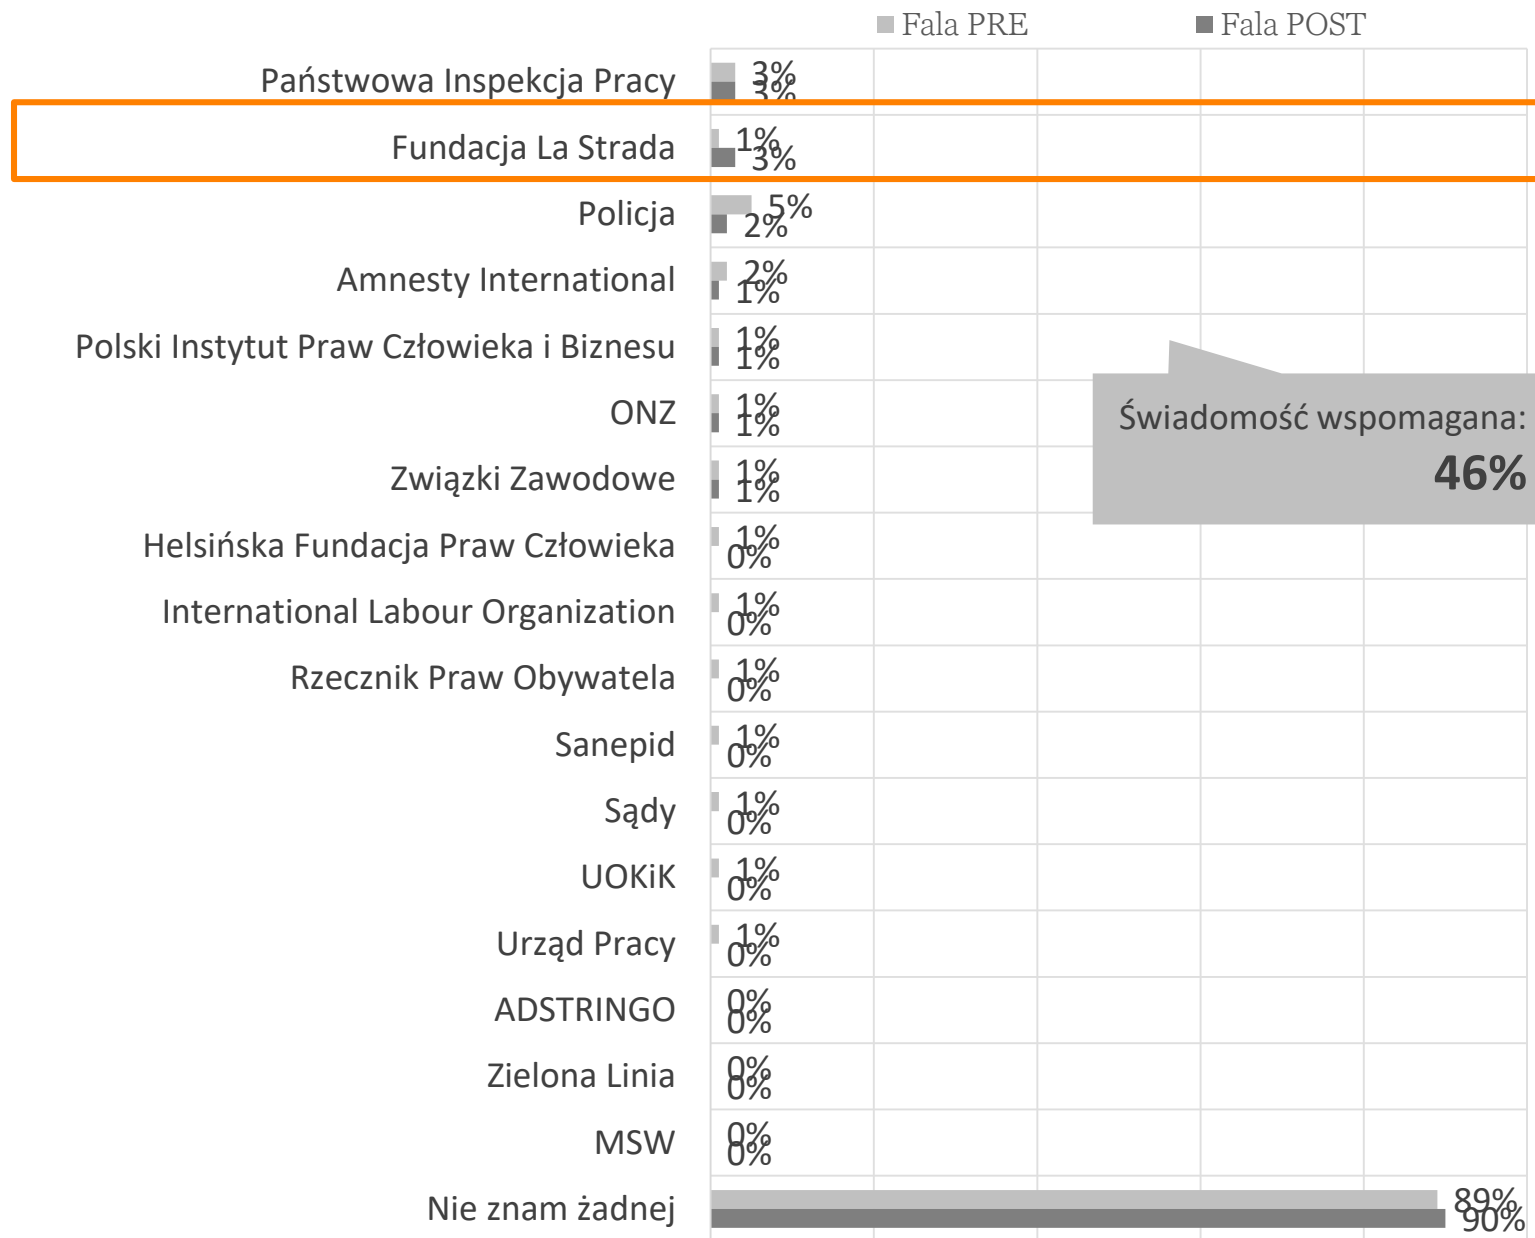 Fala PRE Fala POST
Państwowa Inspekcja Pracy 3% 3%
Fundacja La Strada 1% 3%
Policja 5% 2%
Amnesty International 2% 1%
Polski Instytut Praw Człowieka i Biznesu 1% 1%
ONZ 1% 1%
Świadomość wspomagana:
46%
Związki Zawodowe 1% 1%
Helsińska Fundacja Praw Człowieka 1% 0%
International Labour Organization 1% 0%
Rzecznik Praw Obywatela 1% 0%
Sanepid 1% 0%
Sądy 1% 0%
UOKiK 1% 0%
Urząd Pracy 1% 0%
ADSTRINGO 0% 0%
Zielona Linia 0% 0%
MSW 0% 0%
Nie znam żadnej 89% 90%